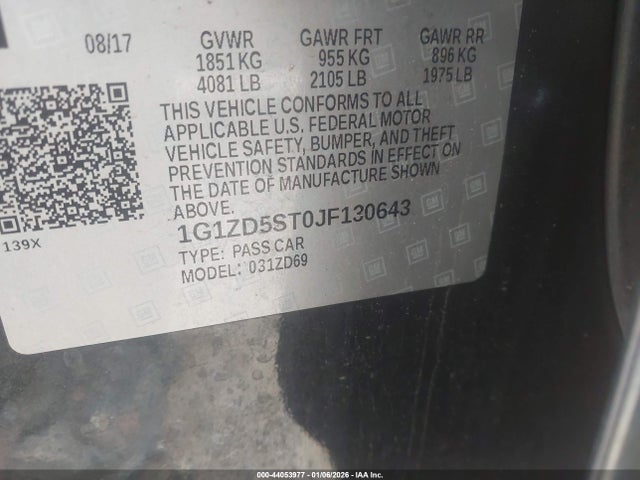 08/17 GVWR GAWR FRT GAWR RR
1851 KG 955 KG 896 KG
4081 LB 2105 LB 1975 LB
THIS VEHICLE CONFORMS TO ALL
APPLICABLE U.S. FEDERAL MOTOR
VEHICLE SAFETY, BUMPER, AND THEFT
PREVENTION STANDARDS IN EFFECT ON
THE DATE OF MANUFACTURE SHOWN
ABOVE.
139X
1G1ZD5ST0JF130643
TYPE: PASS CAR
MODEL: 031ZD69
000-44053977 - 01/06/2026 - IAA Inc.